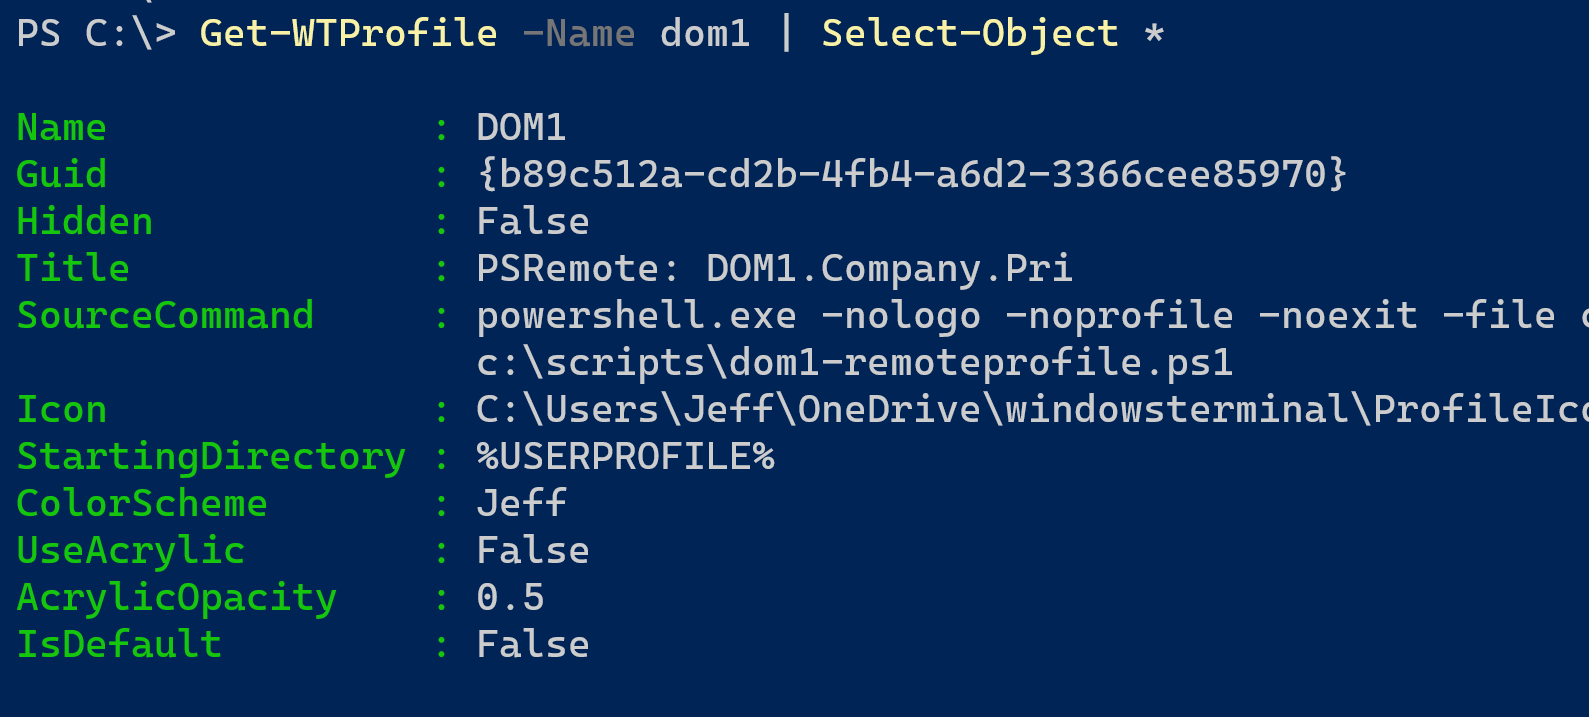 PS C:\> Get-WTProfile -Name dom1 | Select-Object *
Name : DOM1
Guid : {b89c512a-cd2b-4fb4-a6d2-3366cee85970}
Hidden : False
Title : PSRemote: DOM1.Company.Pri
SourceCommand : powershell.exe -nologo -noprofile -noexit -file
c:\scripts\dom1-remoteprofile.ps1
Icon : C:\Users\Jeff\OneDrive\windowsterminal\ProfileIc
StartingDirectory : %USERPROFILE%
ColorScheme : Jeff
UseAcrylic : False
AcrylicOpacity : 0.5
IsDefault : False